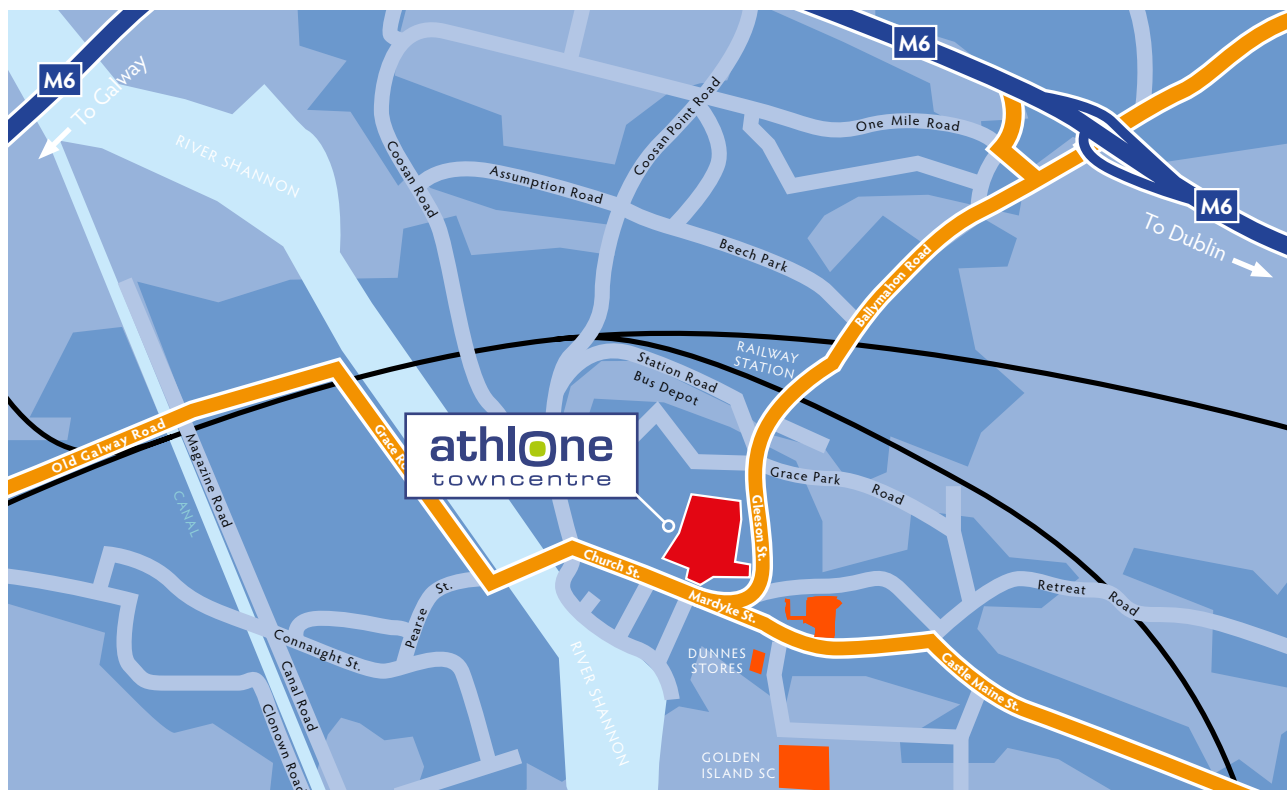 M6
M6
To Galway
RIVER SHANNON
Coosan Road
Coosan Point Road
One Mile Road
Assumption Road
M6
To Dublin
Beech Park
Ballymahon Road
RAILWAY
STATION
Station Road
Bus Depot
Old Galway Road
Magazine Road
athlone
towncentre
Grace Park Road
Gleeson St.
CANAL
Church St.
Mardyke St.
Pearse St.
Retreat Road
Connaught St.
DUNNES
STORES
Castle Maine St.
RIVER SHANNON
Canal Road
Clonown Road
GOLDEN
ISLAND SC